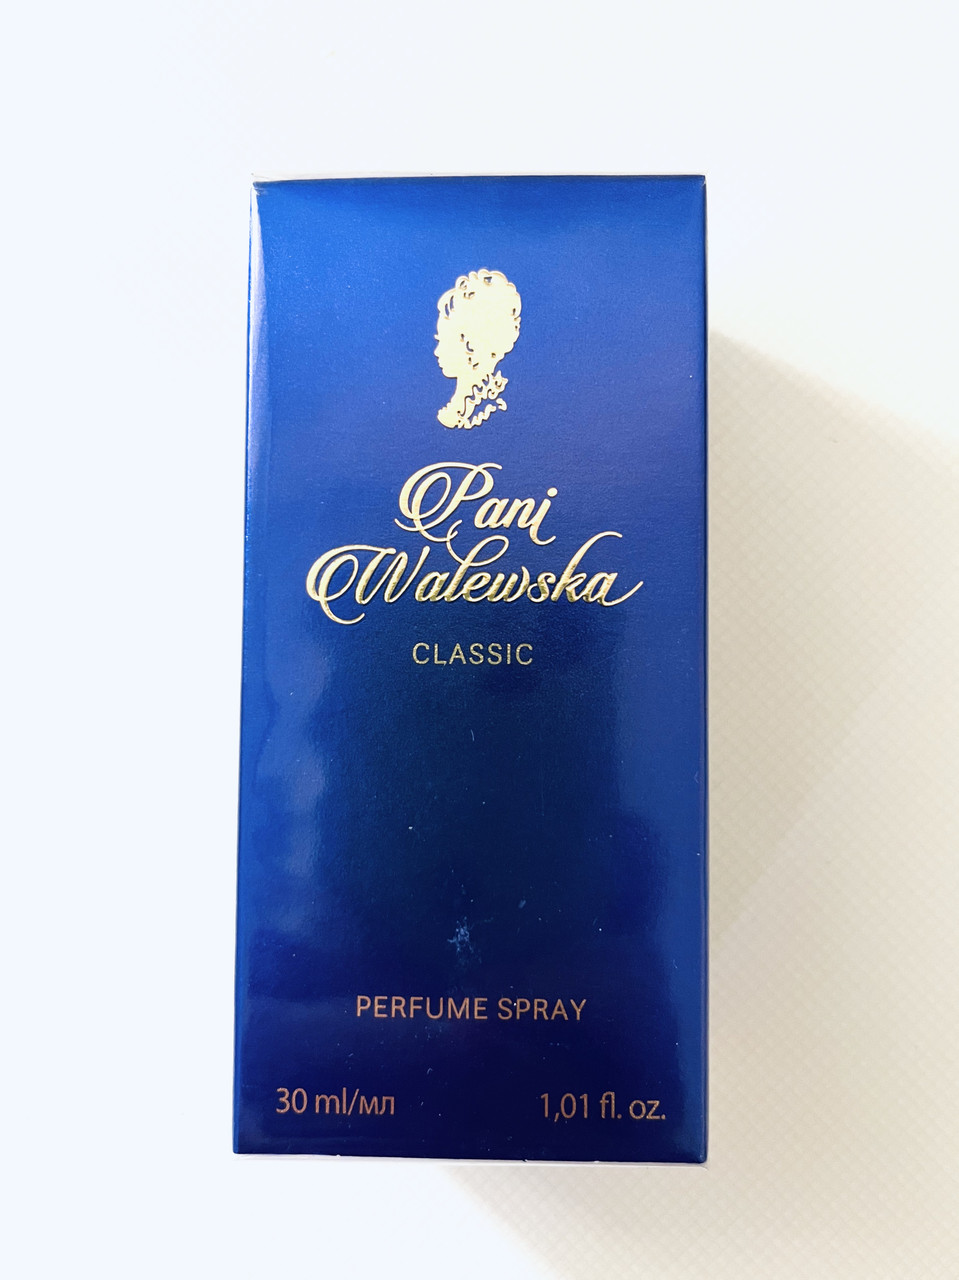 Pani
Walewska
CLASSIC
PERFUME SPRAY
30 ml/мл
1,01 fl. oz.